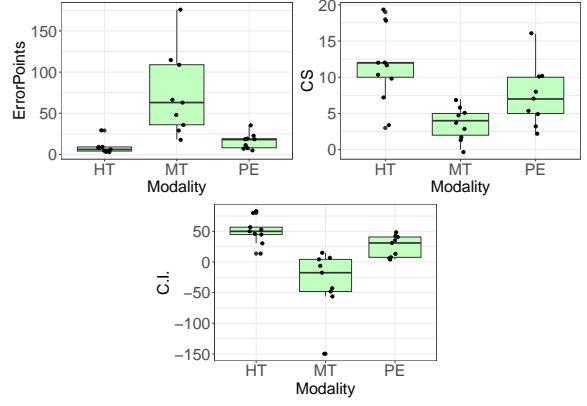 ErrorPoints
150
100
50
0
HT MT PE
Modality
CS
20
15
10
5
0
HT MT PE
Modality
C.I.
50
0
−50
−100
−150
HT MT PE
Modality